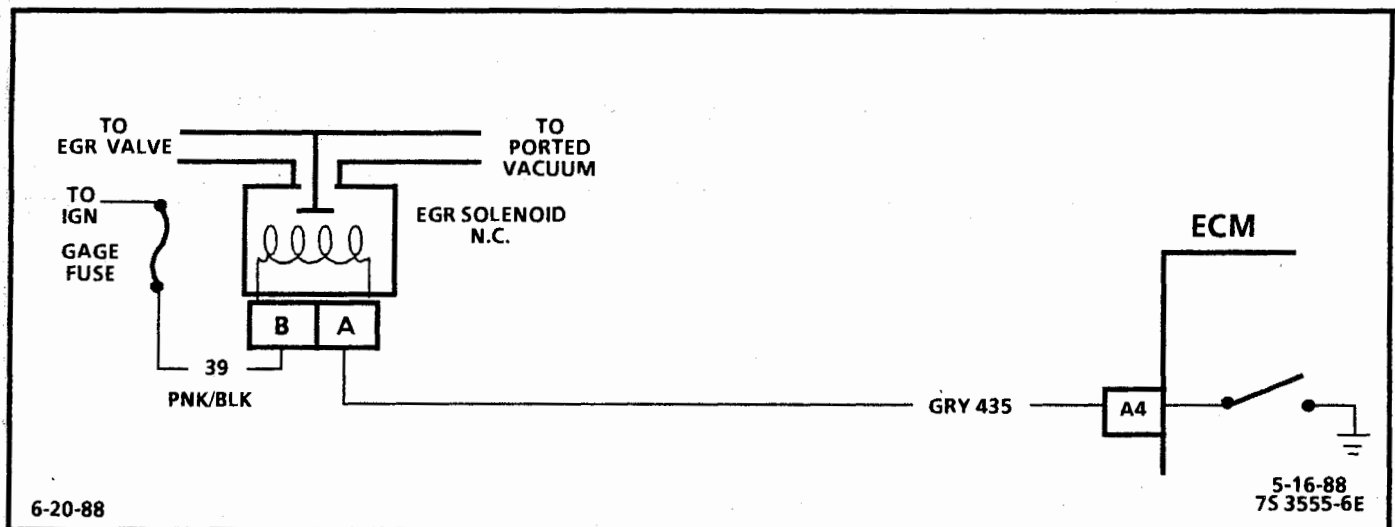 TO
EGR VALVE
TO
PORTED
VACUUM
TO
IGN
GAGE
FUSE
EGR SOLENOID
N.C.
B
A
39
PNK/BLK
ECM
GRY 435
A4
6-20-88
5-16-88
7S 3555-6E